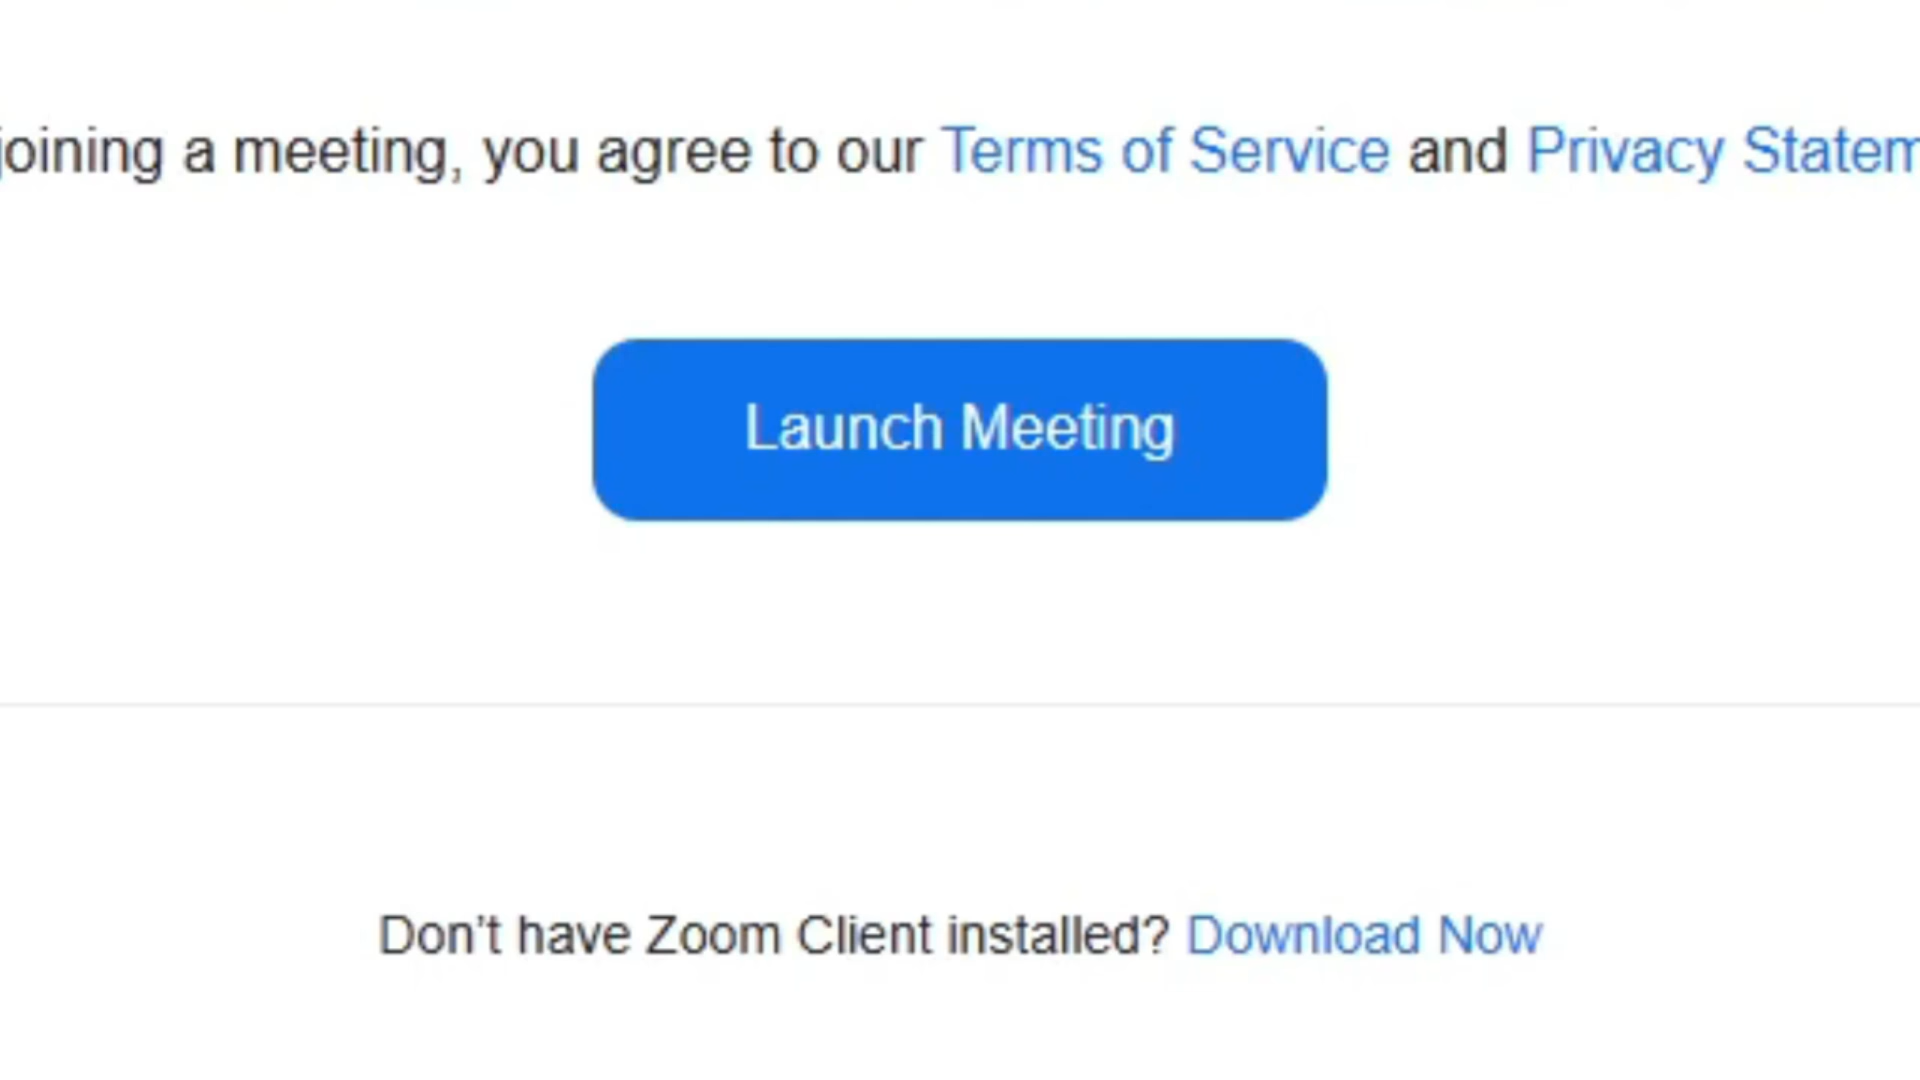 joining a meeting, you agree to our Terms of Service and Privacy Statem
Launch Meeting
Don't have Zoom Client installed? Download Now